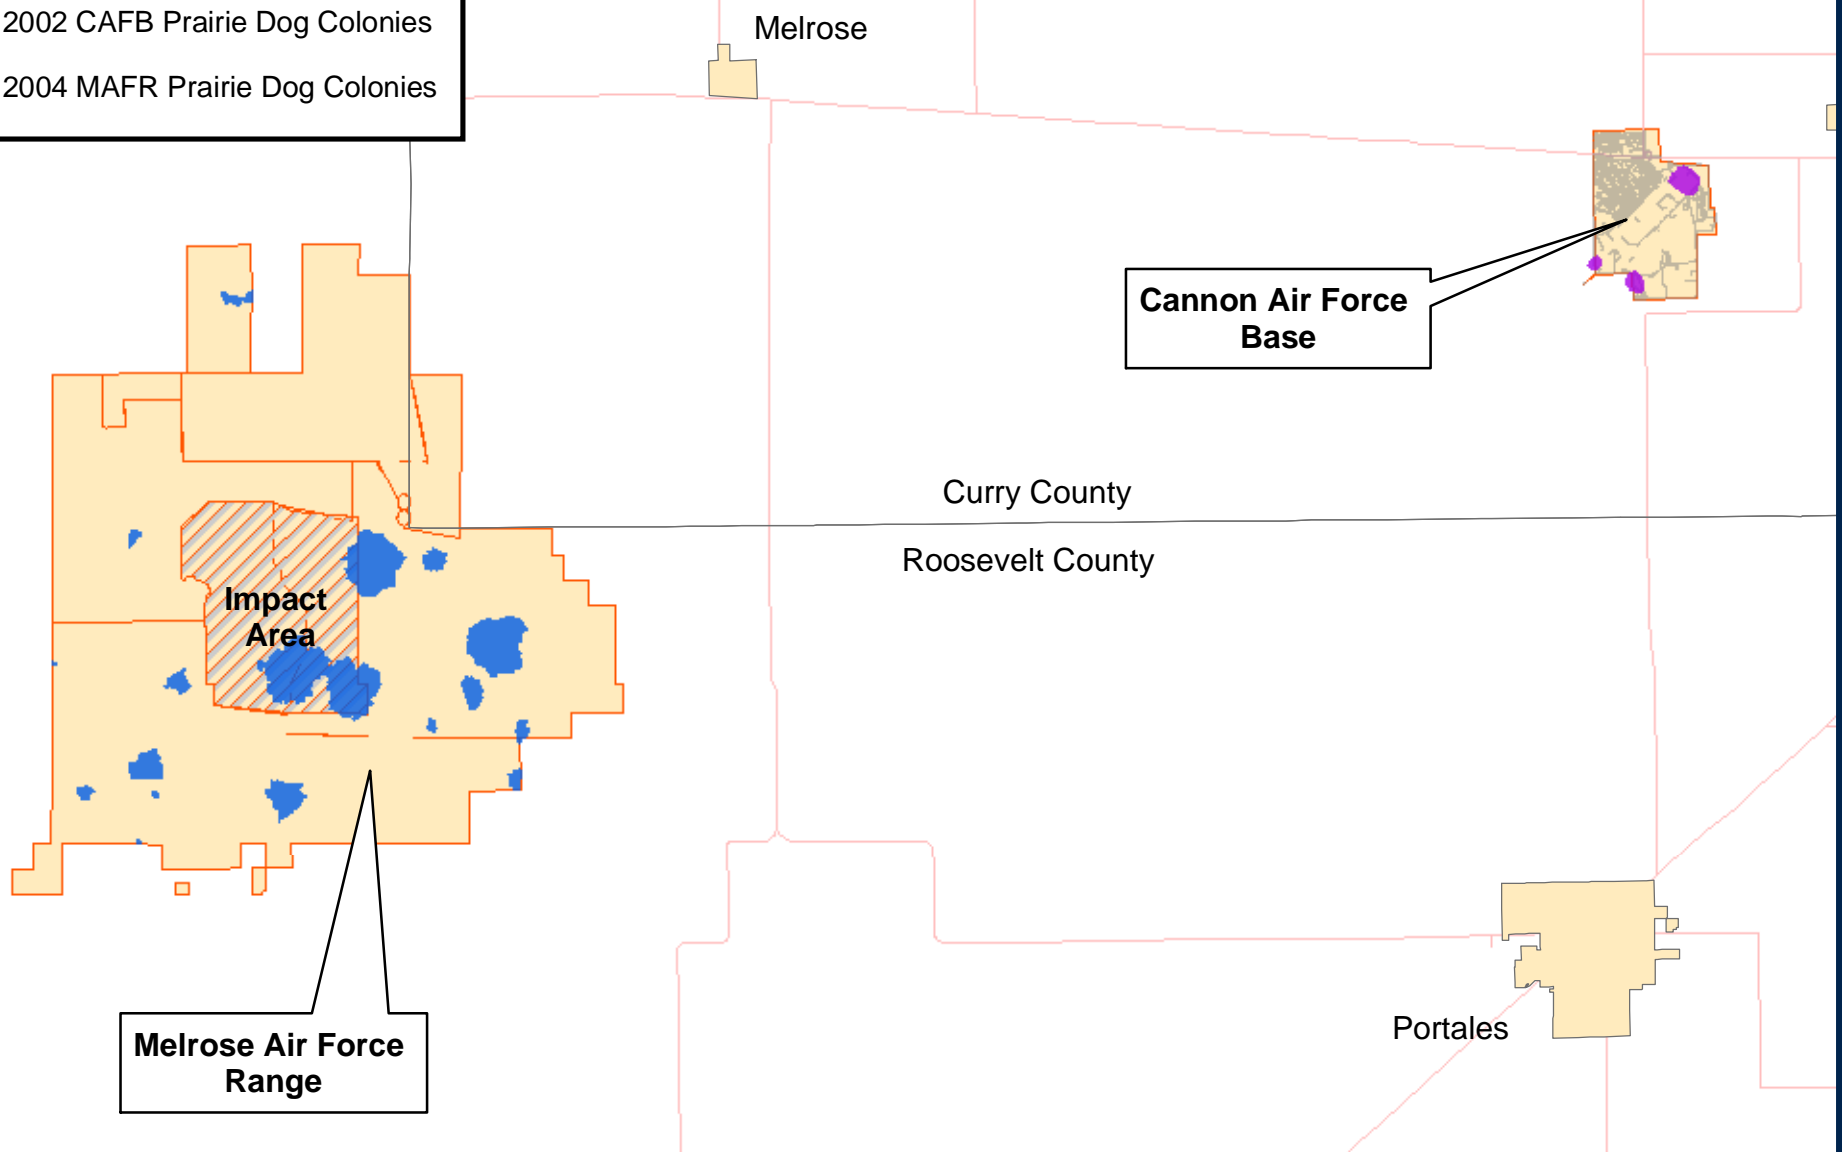 2002 CAFB Prairie Dog Colonies
2004 MAFR Prairie Dog Colonies
Melrose
Cannon Air Force
Base
Curry County
Roosevelt County
Impact
Area
Melrose Air Force
Range
Portales